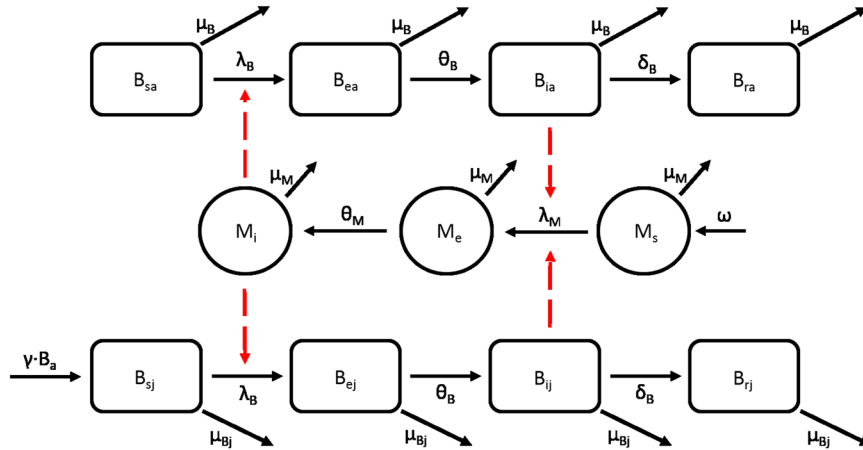 μB μB μB μB
λB θB δB
Bsa Bea Bia Bra
μM μM μM
θM λM ω
Mi Me Ms
γ·Ba
Bsj Bej Bij Brj
λB θB δB
μBj μBj μBj μBj